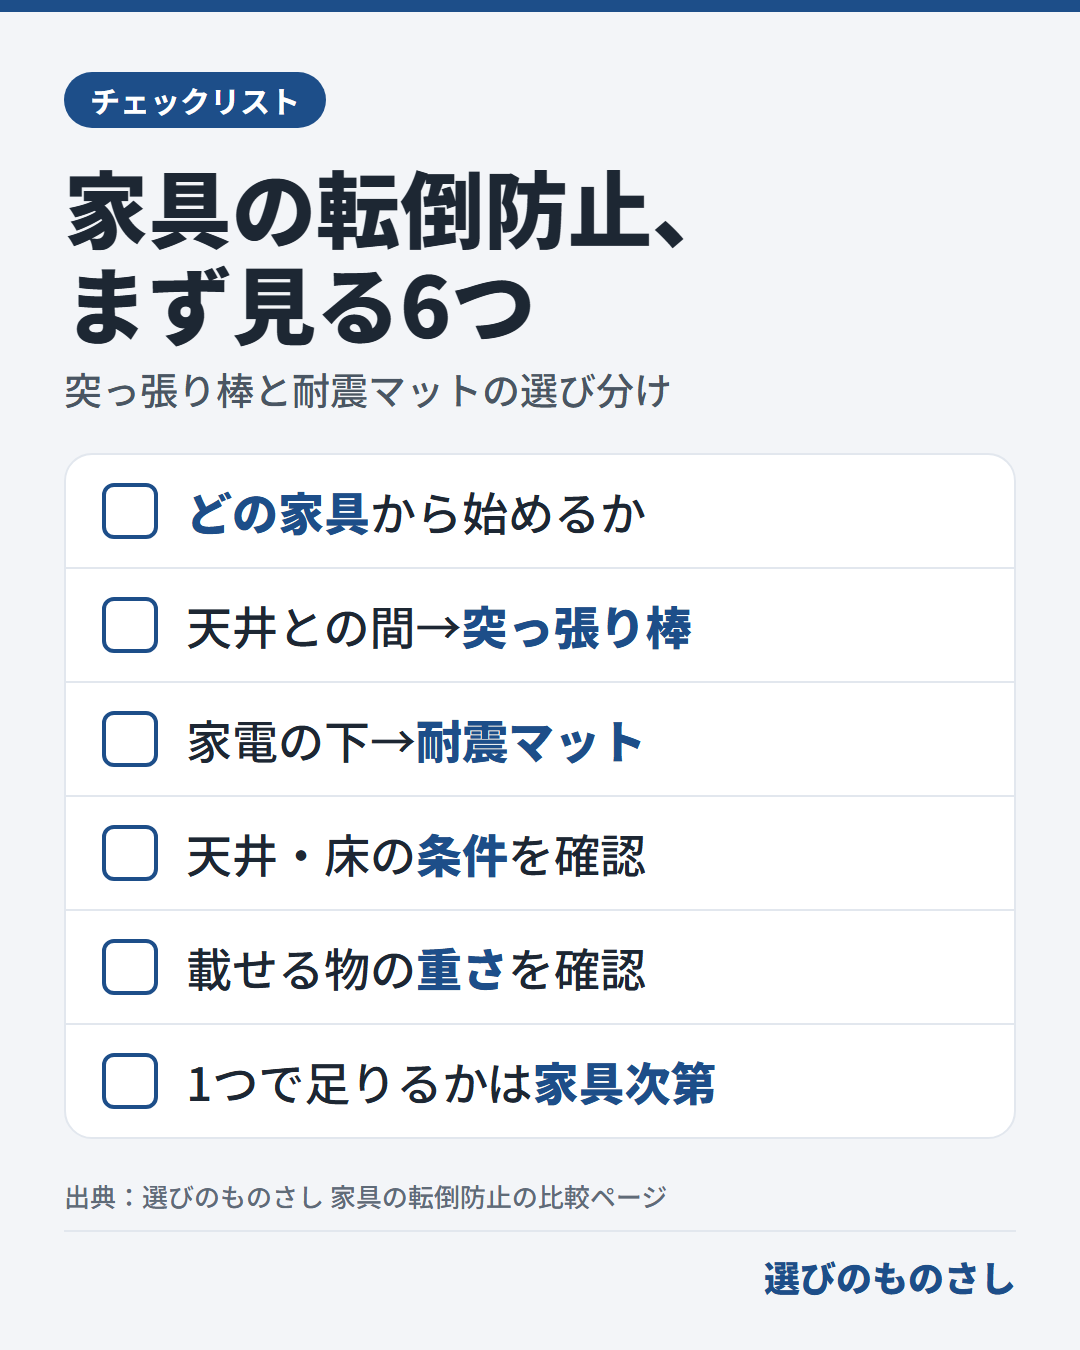 チェックリスト
家具の転倒防止、
まず見る6つ
突っ張り棒と耐震マットの選び分け
どの家具から始めるか
天井との間→突っ張り棒
家電の下→耐震マット
天井・床の条件を確認
載せる物の重さを確認
1つで足りるかは家具次第
出典：選びのものさし 家具の転倒防止の比較ページ
選びのものさし